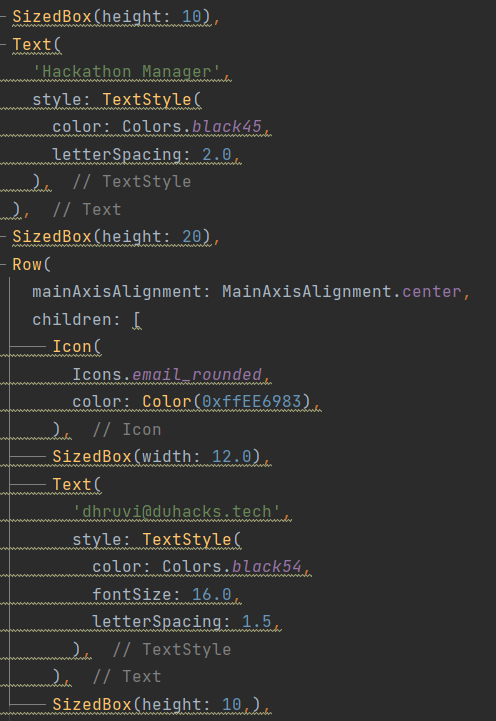 SizedBox(height: 10),
Text(
  'Hackathon Manager',
  style: TextStyle(
    color: Colors.black45,
    letterSpacing: 2.0,
  ),  // TextStyle
),  // Text
SizedBox(height: 20),
Row(
  mainAxisAlignment: MainAxisAlignment.center,
  children: [
    Icon(
      Icons.email_rounded,
      color: Color(0xffEE6983),
    ),  // Icon
    SizedBox(width: 12.0),
    Text(
      'dhruvi@duhacks.tech',
      style: TextStyle(
        color: Colors.black54,
        fontSize: 16.0,
        letterSpacing: 1.5,
      ),  // TextStyle
    ),  // Text
    SizedBox(height: 10,),